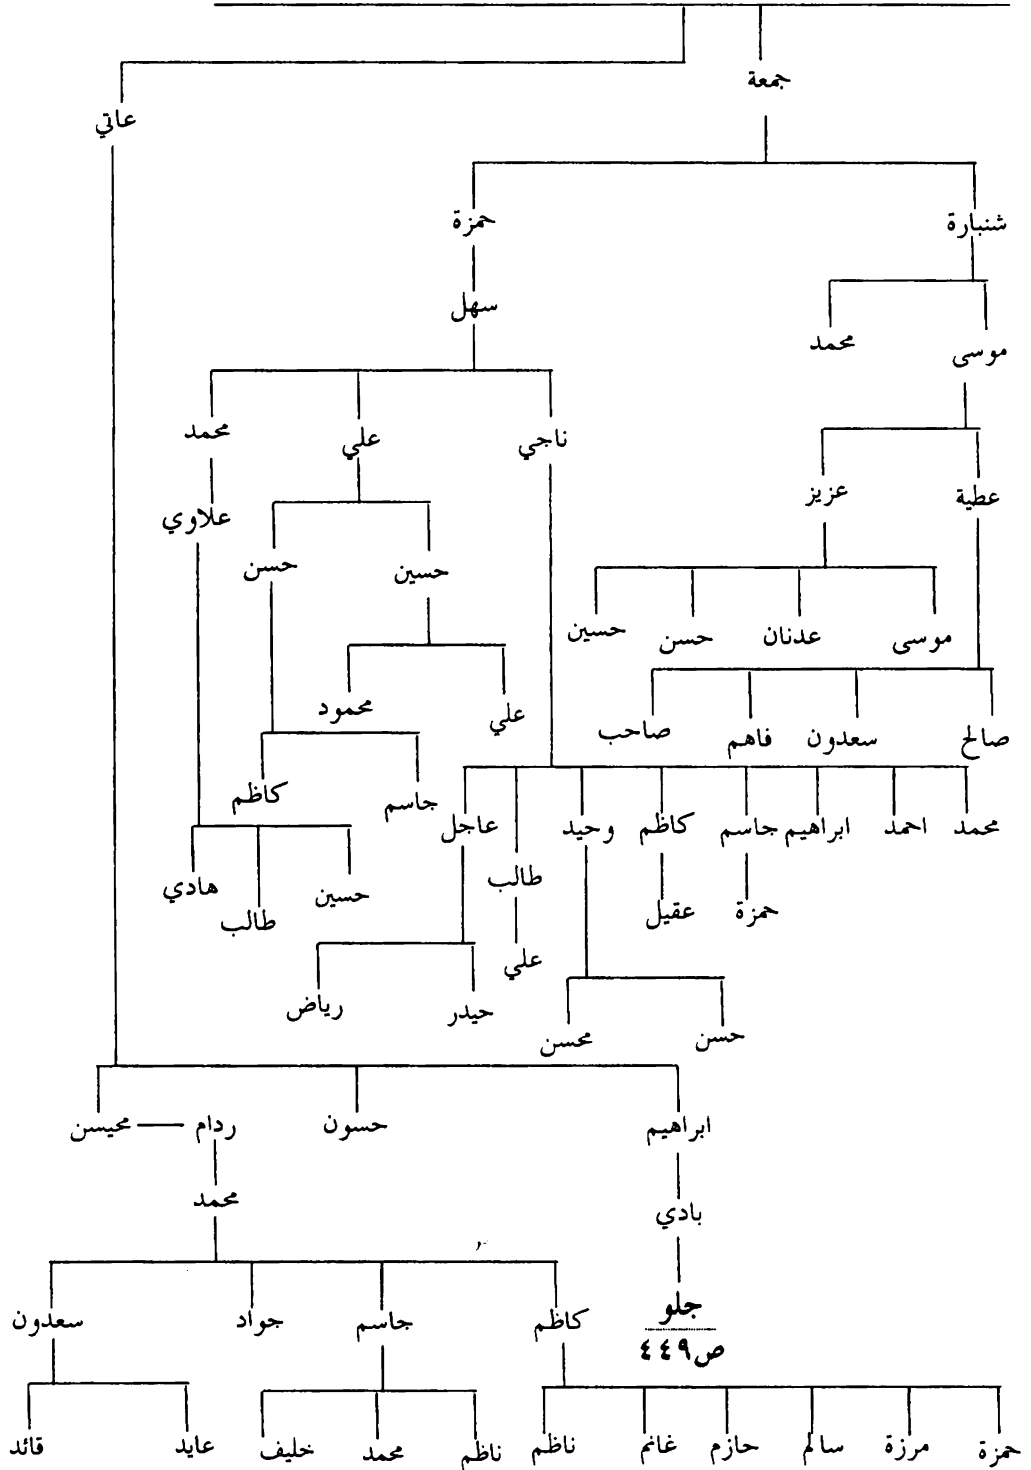 جمعة
عاتي
شنبارة حمزة
سهل
موسى محمد
ناجي علي محمد
عطية عزيز
علاوي
حسين حسن
موسى عدنان حسن حسين
علي محمود
صالح سعدون فاهم صاحب
جاسم كاظم
محمد احمد ابراهيم جاسم كاظم وحيد طالب عاجل
حسين طالب هادي
حمزة عقيل
علي
حيدر رياض
حسن محسن
ابراهيم حسون ردام محيسن
محمد
بادي
جلو
ص٤٤٩
كاظم جاسم جواد سعدون
حمزة مرزة سالم حازم غانم ناظم ناظم محمد خليف عايد قائد